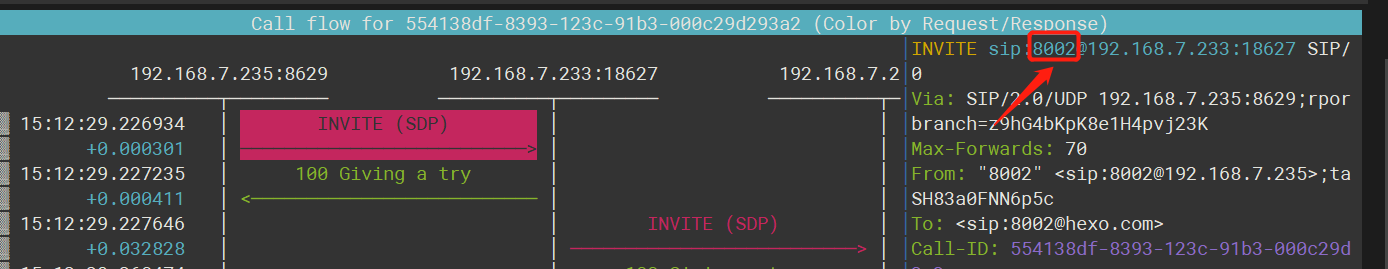 Call flow for 554138df-8393-123c-91b3-000c29d293a2 (Color by Request/Response)
192.168.7.235:8629 192.168.7.233:18627 192.168.7.2
15:12:29.226934 INVITE (SDP)
+0.000301
15:12:29.227235 100 Giving a try
+0.000411
15:12:29.227646 INVITE (SDP)
+0.032828
INVITE sip:8002@192.168.7.233:18627 SIP/
0
Via: SIP/2.0/UDP 192.168.7.235:8629;rpor
branch=z9hG4bKpK8e1H4pvj23K
Max-Forwards: 70
From: "8002" <sip:8002@192.168.7.235>;ta
SH83a0FNN6p5c
To: <sip:8002@hexo.com>
Call-ID: 554138df-8393-123c-91b3-000c29d